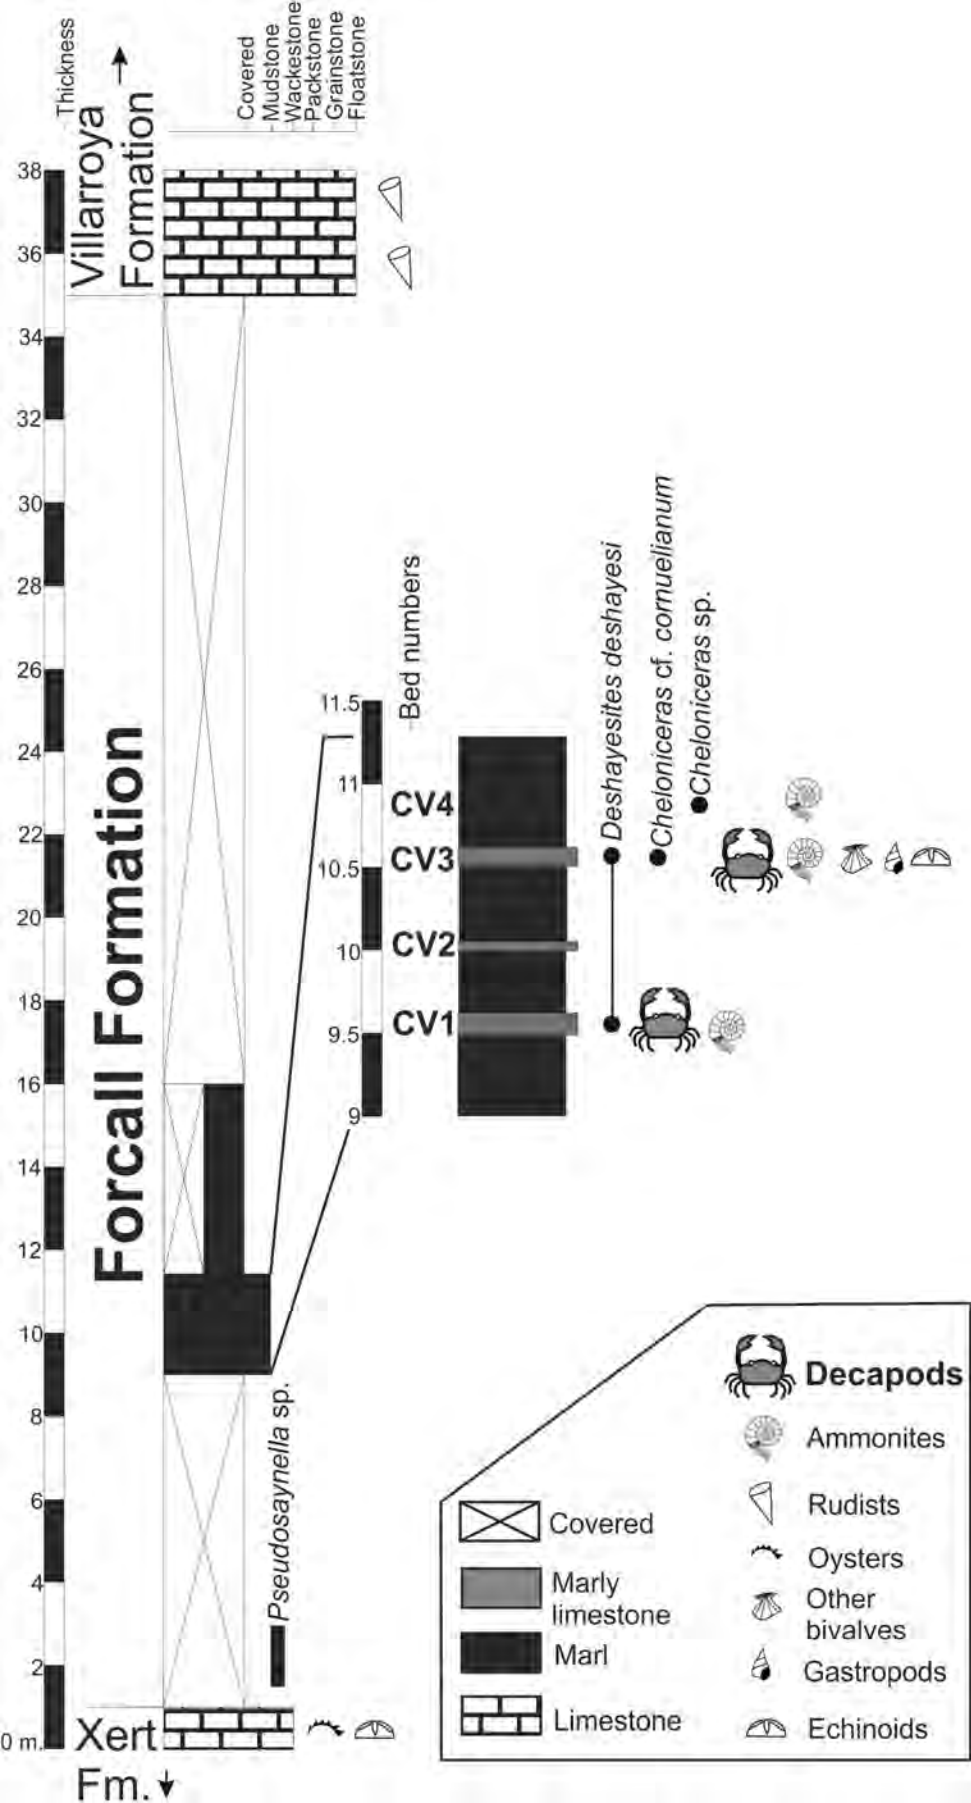 Thickness
Villarroya
Formation
Covered
Mudstone
Wackestone
Packstone
Grainstone
Floatstone
38
36
34
32
30
28
26
24
22
20
18
16
14
12
10
8
6
4
2
0 m.
Forcall Formation
Xert
Fm.
Pseudosaynella sp.
Bed numbers
11.5
11
10.5
10
9.5
9
CV4
CV3
CV2
CV1
Deshayesites deshayesi
Cheloniceras cf. cornuelianum
Cheloniceras sp.
Covered
Marly
limestone
Marl
Limestone
Decapods
Ammonites
Rudists
Oysters
Other
bivalves
Gastropods
Echinoids